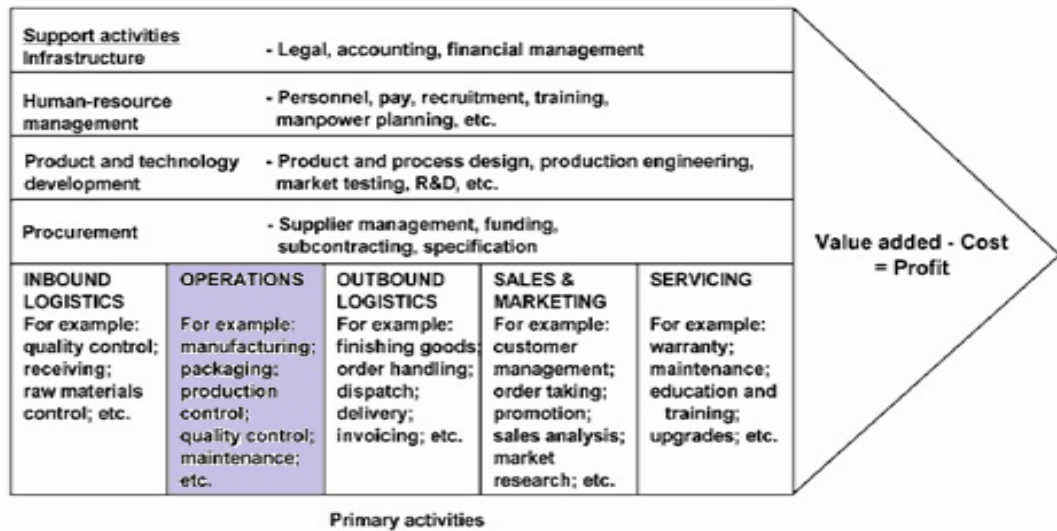 Support activities
Infrastructure
- Legal, accounting, financial management
Human-resource
management
- Personnel, pay, recruitment, training,
manpower planning, etc.
Product and technology
development
- Product and process design, production engineering,
market testing, R&D, etc.
Procurement
- Supplier management, funding,
subcontracting, specification
Value added - Cost
= Profit
INBOUND
LOGISTICS
For example:
quality control;
receiving;
raw materials
control; etc.
OPERATIONS
For example:
manufacturing;
packaging;
production
control;
quality control;
maintenance;
etc.
OUTBOUND
LOGISTICS
For example:
finishing goods;
order handling;
dispatch;
delivery;
invoicing; etc.
SALES &
MARKETING
For example:
customer
management;
order taking;
promotion;
sales analysis;
market
research; etc.
SERVICING
For example:
warranty;
maintenance;
education and
training;
upgrades; etc.
Primary activities